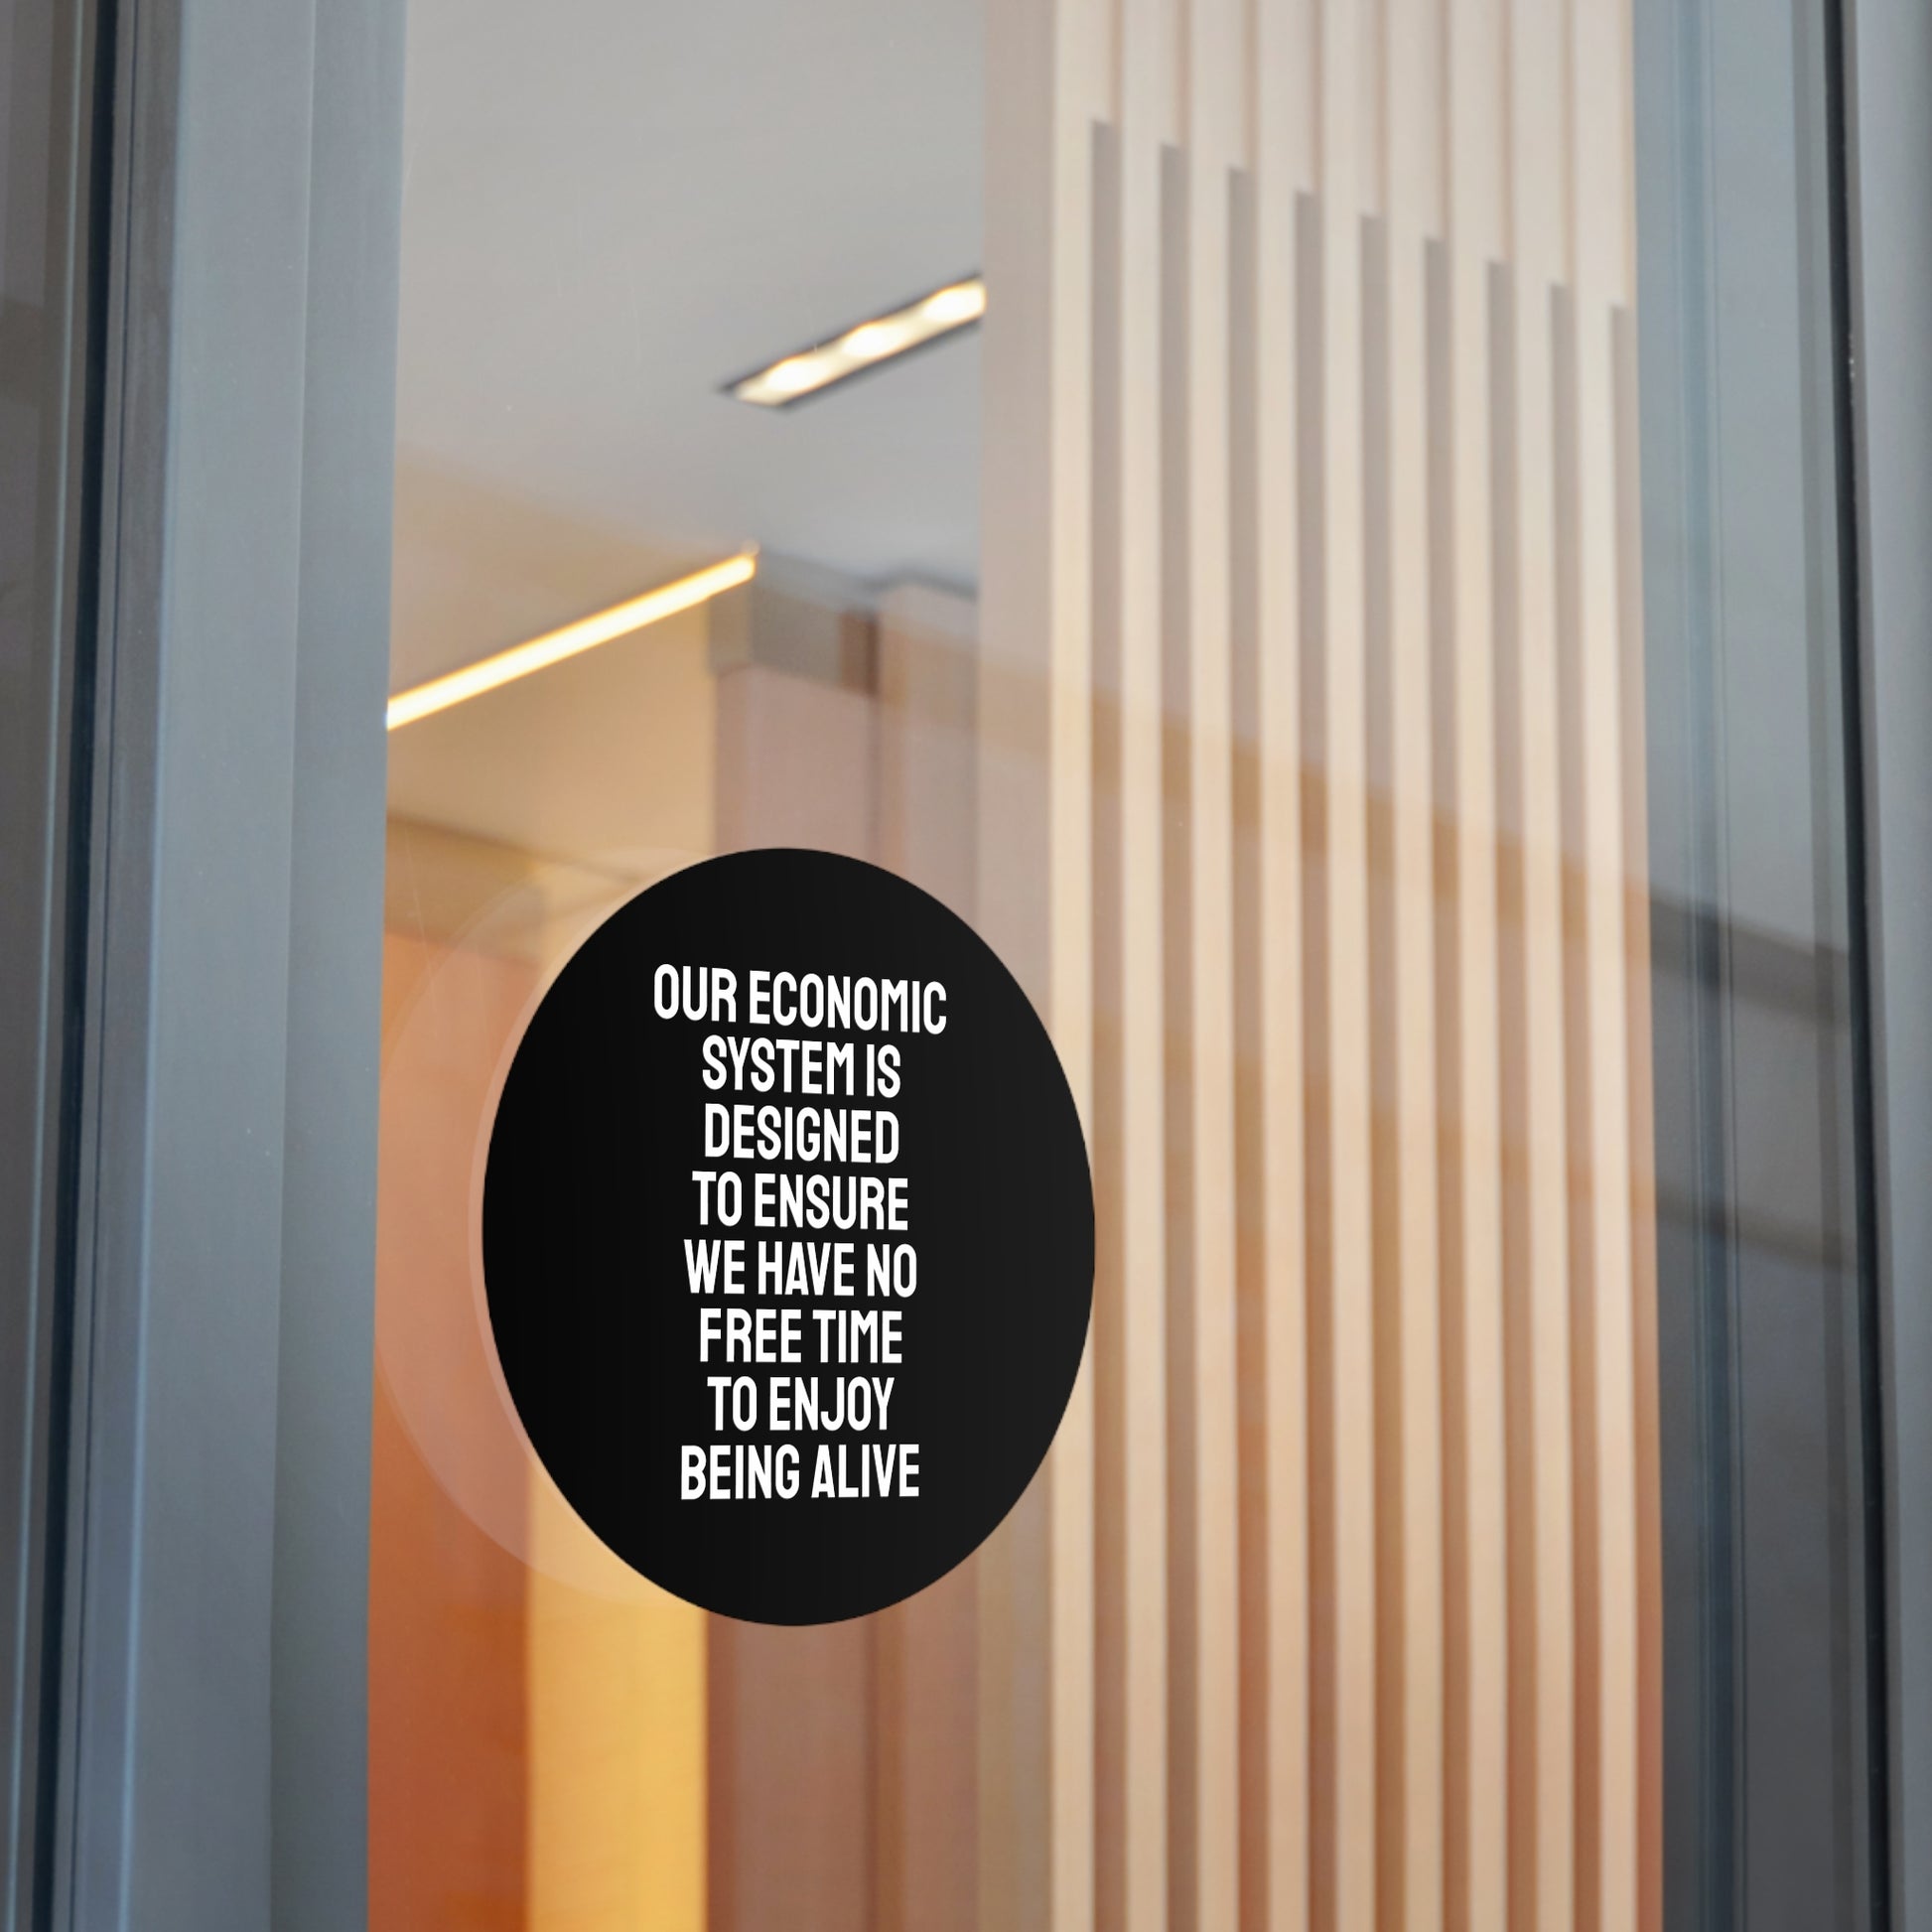 OUR ECONOMIC
SYSTEM IS
DESIGNED
TO ENSURE
WE HAVE NO
FREE TIME
TO ENJOY
BEING ALIVE